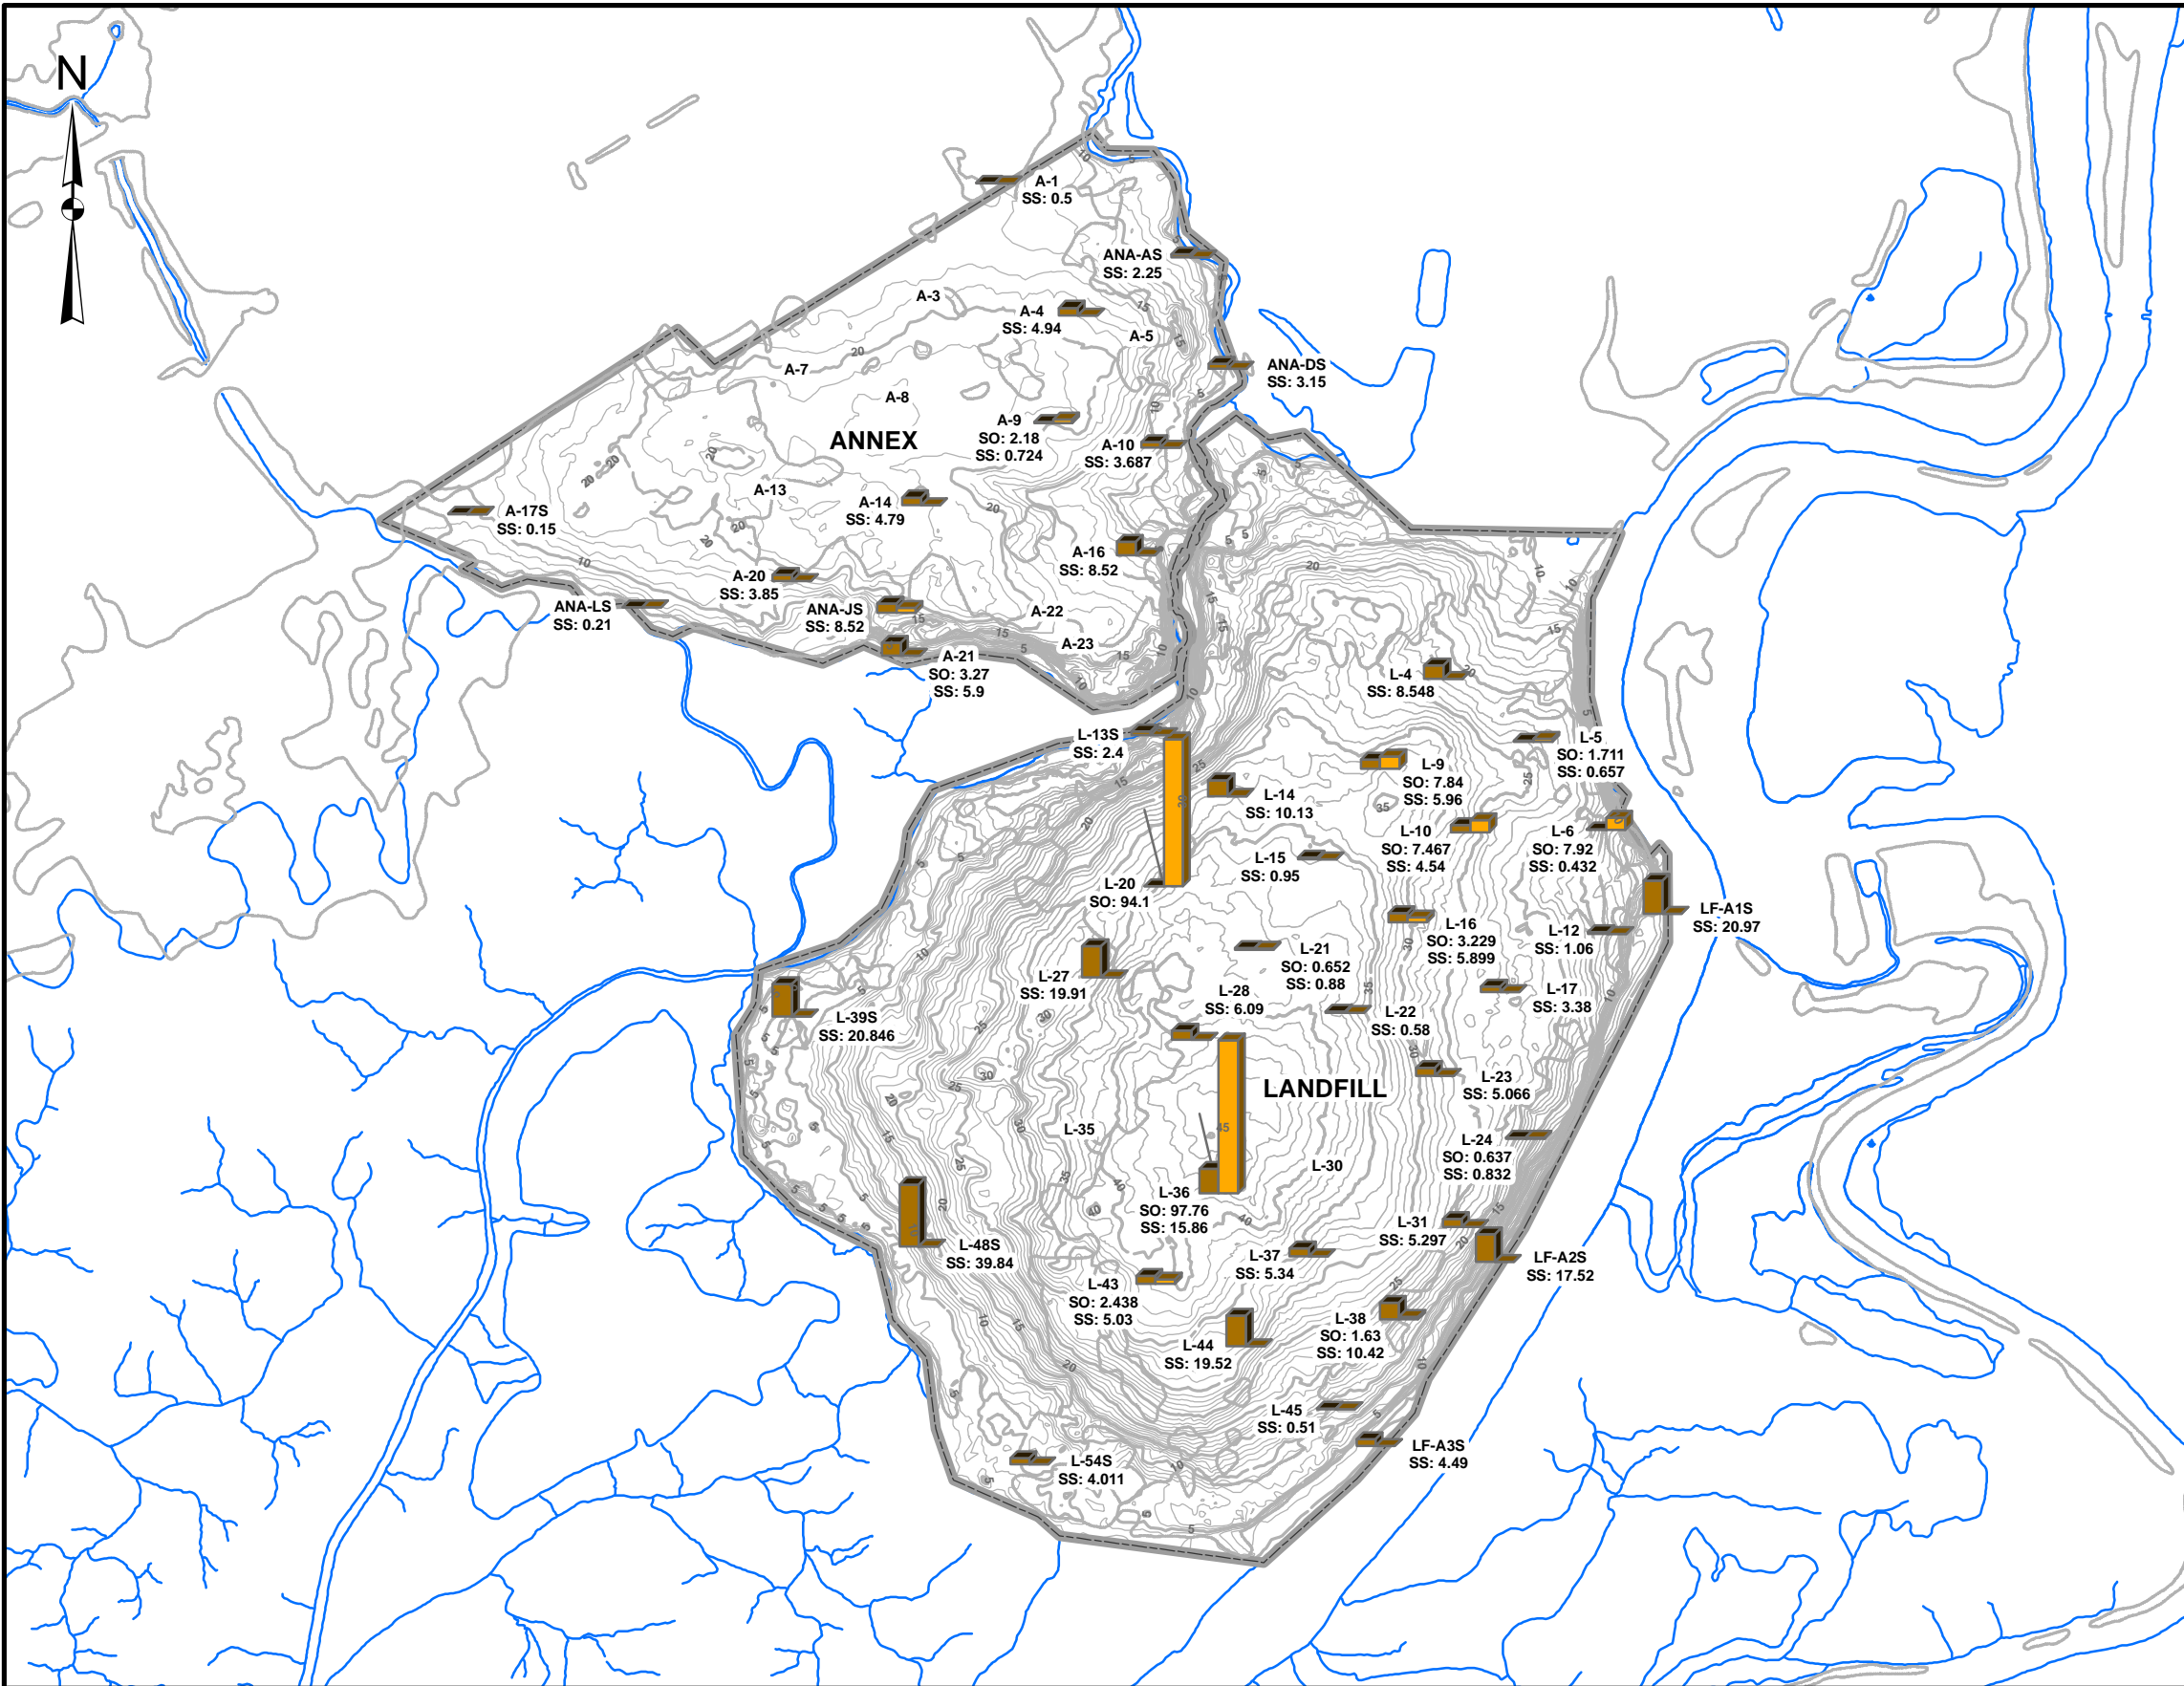 N
A-1
SS: 0.5
ANA-AS
SS: 2.25
A-3
A-4
SS: 4.94
A-5
ANA-DS
SS: 3.15
A-7
A-8
A-9
SO: 2.18
SS: 0.724
ANNEX
A-10
SS: 3.687
A-13
A-14
SS: 4.79
A-17S
SS: 0.15
A-16
SS: 8.52
A-20
SS: 3.85
ANA-LS
SS: 0.21
ANA-JS
SS: 8.52
A-22
A-23
A-21
SO: 3.27
SS: 5.9
L-4
SS: 8.548
L-13S
SS: 2.4
L-5
SO: 1.711
SS: 0.657
L-9
SO: 7.84
SS: 5.96
L-14
SS: 10.13
L-10
SO: 7.467
SS: 4.54
L-6
SO: 7.92
SS: 0.432
L-15
SS: 0.95
L-20
SO: 94.1
LF-A1S
SS: 20.97
L-16
SO: 3.229
SS: 5.899
L-12
SS: 1.06
L-21
SO: 0.652
SS: 0.88
L-27
SS: 19.91
L-28
SS: 6.09
L-17
SS: 3.38
L-22
SS: 0.58
L-39S
SS: 20.846
L-23
SS: 5.066
LANDFILL
L-35
L-24
SO: 0.637
SS: 0.832
L-30
L-36
SO: 97.76
SS: 15.86
L-31
SS: 5.297
L-48S
SS: 39.84
L-37
SS: 5.34
LF-A2S
SS: 17.52
L-43
SO: 2.438
SS: 5.03
L-38
SO: 1.63
SS: 10.42
L-44
SS: 19.52
L-45
SS: 0.51
LF-A3S
SS: 4.49
L-54S
SS: 4.011